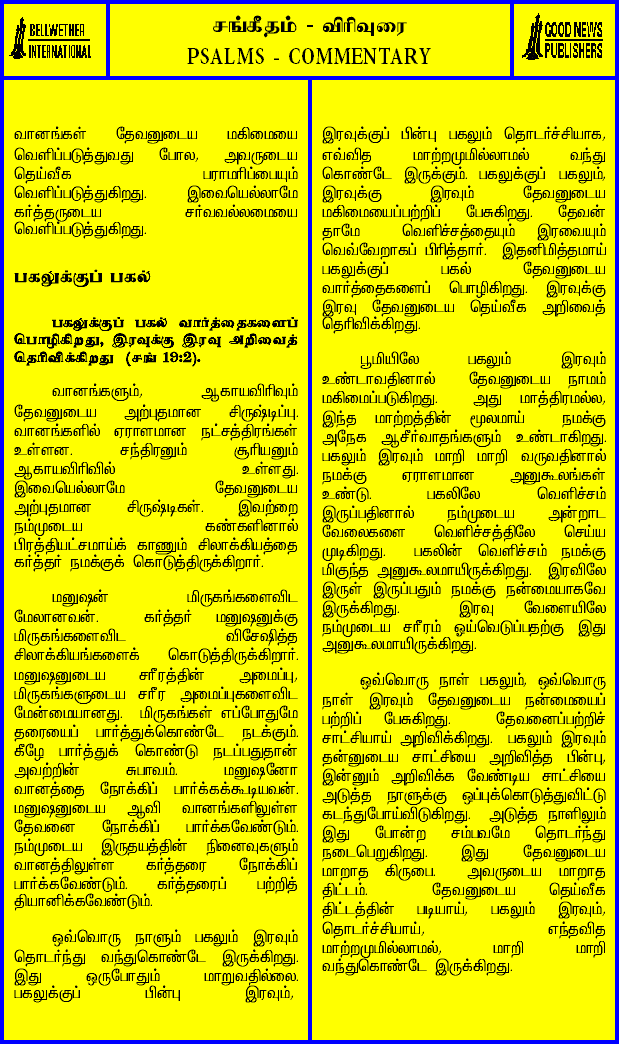 BELLWETHER
INTERNATIONAL
சங்கீதம் - விரிவுரை
PSALMS - COMMENTARY
GOOD NEWS
PUBLISHERS
வானங்கள் தேவனுடைய மகிமையை
வெளிப்படுத்துவது போல, அவருடைய
தெய்வீக பராமரிப்பையும்
வெளிப்படுத்துகிறது. இவையெல்லாமே
கர்த்தருடைய சர்வவல்லமையை
வெளிப்படுத்துகிறது.
பகலுக்குப் பகல்
பகலுக்குப் பகல் வார்த்தைகளைப்
பொழிகிறது, இரவுக்கு இரவு அறிவைத்
தெரிவிக்கிறது (சங் 19:2).
வானங்களும், ஆகாயவிரிவும்
தேவனுடைய அற்புதமான சிருஷ்டிப்பு.
வானங்களில் ஏராளமான நட்சத்திரங்கள்
உள்ளன. சந்திரனும் சூரியனும்
ஆகாயவிரிவில் உள்ளது.
இவையெல்லாமே தேவனுடைய
அற்புதமான சிருஷ்டிகள். இவற்றை
நம்முடைய கண்களினால்
பிரத்தியட்சமாய்க் காணும் சிலாக்கியத்தை
கர்த்தர் நமக்குக் கொடுத்திருக்கிறார்.
மனுஷன் மிருகங்களைவிட
மேலானவன். கர்த்தர் மனுஷனுக்கு
மிருகங்களைவிட விசேஷித்த
சிலாக்கியங்களைக் கொடுத்திருக்கிறார்.
மனுஷனுடைய சரீரத்தின் அமைப்பு,
மிருகங்களுடைய சரீர அமைப்புகளைவிட
மேன்மையானது. மிருகங்கள் எப்போதுமே
தரையைப் பார்த்துக்கொண்டே நடக்கும்.
கீழே பார்த்துக் கொண்டு நடப்பதுதான்
அவற்றின் சுபாவம். மனுஷனோ
வானத்தை நோக்கிப் பார்க்கக்கூடியவன்.
மனுஷனுடைய ஆவி வானங்களிலுள்ள
தேவனை நோக்கிப் பார்க்கவேண்டும்.
நம்முடைய இருதயத்தின் நினைவுகளும்
வானத்திலுள்ள கர்த்தரை நோக்கிப்
பார்க்கவேண்டும். கர்த்தரைப் பற்றித்
தியானிக்கவேண்டும்.
ஒவ்வொரு நாளும் பகலும் இரவும்
தொடர்ந்து வந்துகொண்டே இருக்கிறது.
இது ஒருபோதும் மாறுவதில்லை.
பகலுக்குப் பின்பு இரவும்,
இரவுக்குப் பின்பு பகலும் தொடர்ச்சியாக,
எவ்வித மாற்றமுமில்லாமல் வந்து
கொண்டே இருக்கும். பகலுக்குப் பகலும்,
இரவுக்கு இரவும் தேவனுடைய
மகிமையைப்பற்றிப் பேசுகிறது. தேவன்
தாமே வெளிச்சத்தையும் இரவையும்
வெவ்வேறாகப் பிரித்தார். இதனிமித்தமாய்
பகலுக்குப் பகல் தேவனுடைய
வார்த்தைகளைப் பொழிகிறது. இரவுக்கு
இரவு தேவனுடைய தெய்வீக அறிவைத்
தெரிவிக்கிறது.
பூமியிலே பகலும் இரவும்
உண்டாவதினால் தேவனுடைய நாமம்
மகிமைப்படுகிறது. அது மாத்திரமல்ல,
இந்த மாற்றத்தின் மூலமாய் நமக்கு
அநேக ஆசீர்வாதங்களும் உண்டாகிறது.
பகலும் இரவும் மாறி மாறி வருவதினால்
நமக்கு ஏராளமான அனுகூலங்கள்
உண்டு. பகலிலே வெளிச்சம்
இருப்பதினால் நம்முடைய அன்றாட
வேலைகளை வெளிச்சத்திலே செய்ய
முடிகிறது. பகலின் வெளிச்சம் நமக்கு
மிகுந்த அனுகூலமாயிருக்கிறது. இரவிலே
இருள் இருப்பதும் நமக்கு நன்மையாகவே
இருக்கிறது. இரவு வேளையிலே
நம்முடைய சரீரம் ஓய்வெடுப்பதற்கு இது
அனுகூலமாயிருக்கிறது.
ஒவ்வொரு நாள் பகலும், ஒவ்வொரு
நாள் இரவும் தேவனுடைய நன்மையைப்
பற்றிப் பேசுகிறது. தேவனைப்பற்றிச்
சாட்சியாய் அறிவிக்கிறது. பகலும் இரவும்
தன்னுடைய சாட்சியை அறிவித்த பின்பு,
இன்னும் அறிவிக்க வேண்டிய சாட்சியை
அடுத்த நாளுக்கு ஒப்புக்கொடுத்துவிட்டு
கடந்துபோய்விடுகிறது. அடுத்த நாளிலும்
இது போன்ற சம்பவமே தொடர்ந்து
நடைபெறுகிறது. இது தேவனுடைய
மாறாத கிருபை. அவருடைய மாறாத
திட்டம். தேவனுடைய தெய்வீக
திட்டத்தின் படியாய், பகலும் இரவும்,
தொடர்ச்சியாய், எந்தவித
மாற்றமுமில்லாமல், மாறி மாறி
வந்துகொண்டே இருக்கிறது.